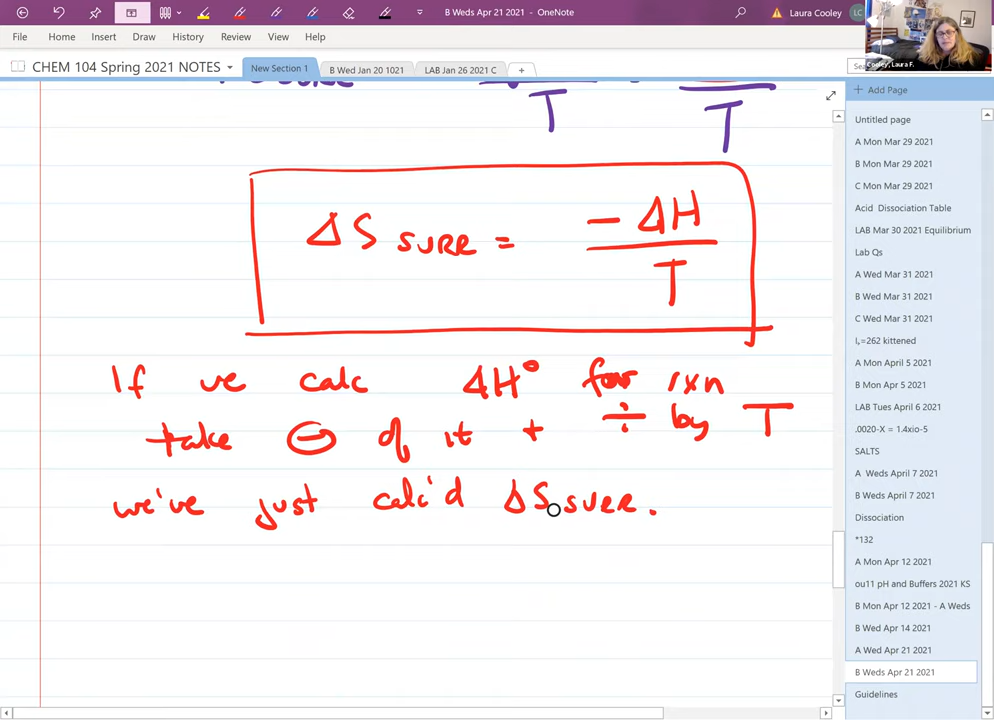 B Weds Apr 21 2021 - OneNote
Laura Cooley
LC
Cooley, Laura F.
File Home Insert Draw History Review View Help
CHEM 104 Spring 2021 NOTES
New Section 1
B Wed Jan 20 1021
LAB Jan 26 2021 C
Add Page
Untitled page
A Mon Mar 29 2021
B Mon Mar 29 2021
C Mon Mar 29 2021
Acid Dissociation Table
LAB Mar 30 2021 Equilibrium
Lab Qs
A Wed Mar 31 2021
B Wed Mar 31 2021
C Wed Mar 31 2021
I,=262 kittened
A Mon April 5 2021
B Mon Apr 5 2021
LAB Tues April 6 2021
.0020-X = 1.4xio-5
SALTS
A Weds April 7 2021
B Weds April 7 2021
Dissociation
*132
A Mon Apr 12 2021
ou11 pH and Buffers 2021 KS
B Mon Apr 12 2021 - A Weds
B Wed Apr 14 2021
A Wed Apr 21 2021
B Weds Apr 21 2021
Guidelines
T T
ΔS SURR = -ΔH
T
If we calc ΔH° for rxn
take ⊖ of it + ÷ by T
we've just calc'd ΔS SURR.